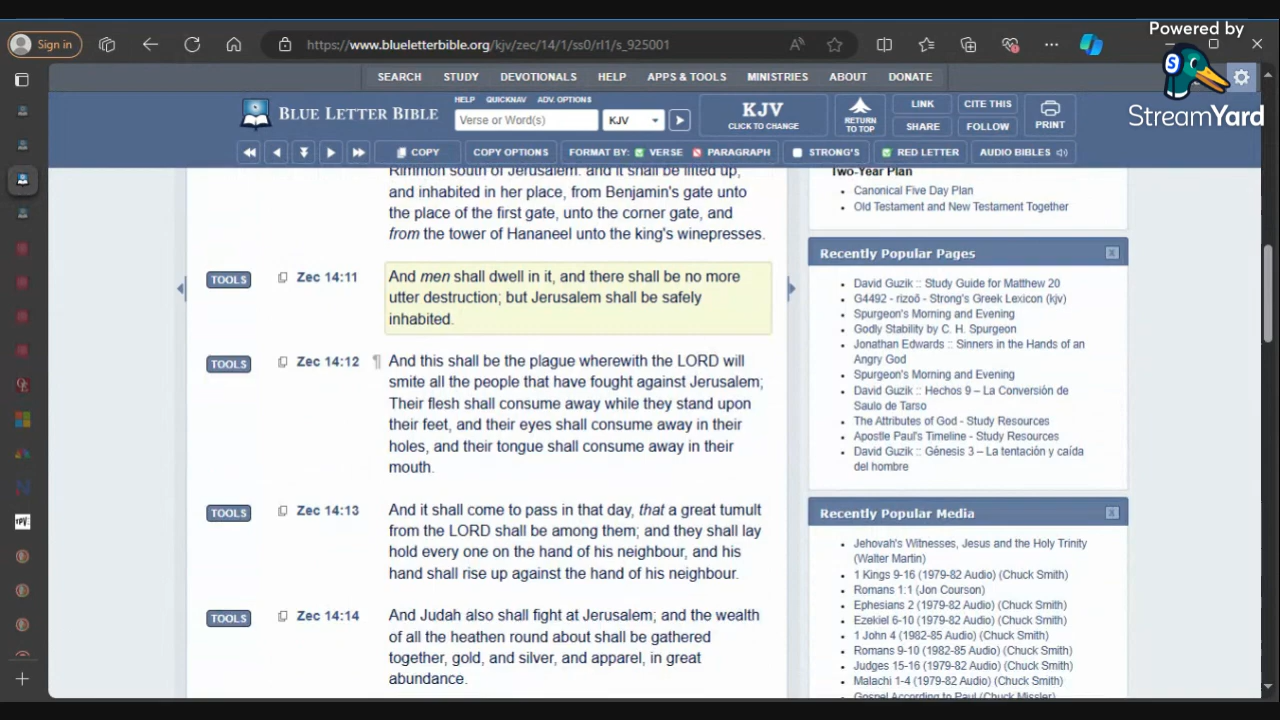 Powered by
StreamYard
Sign in
https://www.blueletterbible.org/kjv/zec/14/1/ss0/rl1/s_925001
SEARCH STUDY DEVOTIONALS HELP APPS & TOOLS MINISTRIES ABOUT DONATE
BLUE LETTER BIBLE
HELP QUICKNAV ADV. OPTIONS
Verse or Word(s)
KJV
KJV
CLICK TO CHANGE
RETURN
TO TOP
LINK
CITE THIS
SHARE
FOLLOW
PRINT
COPY COPY OPTIONS FORMAT BY: VERSE PARAGRAPH STRONG'S RED LETTER AUDIO BIBLES
Rimmon south of Jerusalem: and it shall be lifted up,
and inhabited in her place, from Benjamin's gate unto
the place of the first gate, unto the corner gate, and
from the tower of Hananeel unto the king's winepresses.
TOOLS Zec 14:11 And men shall dwell in it, and there shall be no more
utter destruction; but Jerusalem shall be safely
inhabited.
TOOLS Zec 14:12 ¶ And this shall be the plague wherewith the LORD will
smite all the people that have fought against Jerusalem;
Their flesh shall consume away while they stand upon
their feet, and their eyes shall consume away in their
holes, and their tongue shall consume away in their
mouth.
TOOLS Zec 14:13 And it shall come to pass in that day, that a great tumult
from the LORD shall be among them; and they shall lay
hold every one on the hand of his neighbour, and his
hand shall rise up against the hand of his neighbour.
TOOLS Zec 14:14 And Judah also shall fight at Jerusalem; and the wealth
of all the heathen round about shall be gathered
together, gold, and silver, and apparel, in great
abundance.
Two-Year Plan
Canonical Five Day Plan
Old Testament and New Testament Together
Recently Popular Pages
David Guzik :: Study Guide for Matthew 20
G4492 - rizoō - Strong's Greek Lexicon (kjv)
Spurgeon's Morning and Evening
Godly Stability by C. H. Spurgeon
Jonathan Edwards :: Sinners in the Hands of an
Angry God
Spurgeon's Morning and Evening
David Guzik :: Hechos 9 – La Conversión de
Saulo de Tarso
The Attributes of God - Study Resources
Apostle Paul's Timeline - Study Resources
David Guzik :: Génesis 3 – La tentación y caída
del hombre
Recently Popular Media
Jehovah's Witnesses, Jesus and the Holy Trinity
(Walter Martin)
1 Kings 9-16 (1979-82 Audio) (Chuck Smith)
Romans 1:1 (Jon Courson)
Ephesians 2 (1979-82 Audio) (Chuck Smith)
Ezekiel 6-10 (1979-82 Audio) (Chuck Smith)
1 John 4 (1982-85 Audio) (Chuck Smith)
Romans 9-10 (1982-85 Audio) (Chuck Smith)
Judges 15-16 (1979-82 Audio) (Chuck Smith)
Malachi 1-4 (1979-82 Audio) (Chuck Smith)
Gospel According to Paul (Chuck Missler)